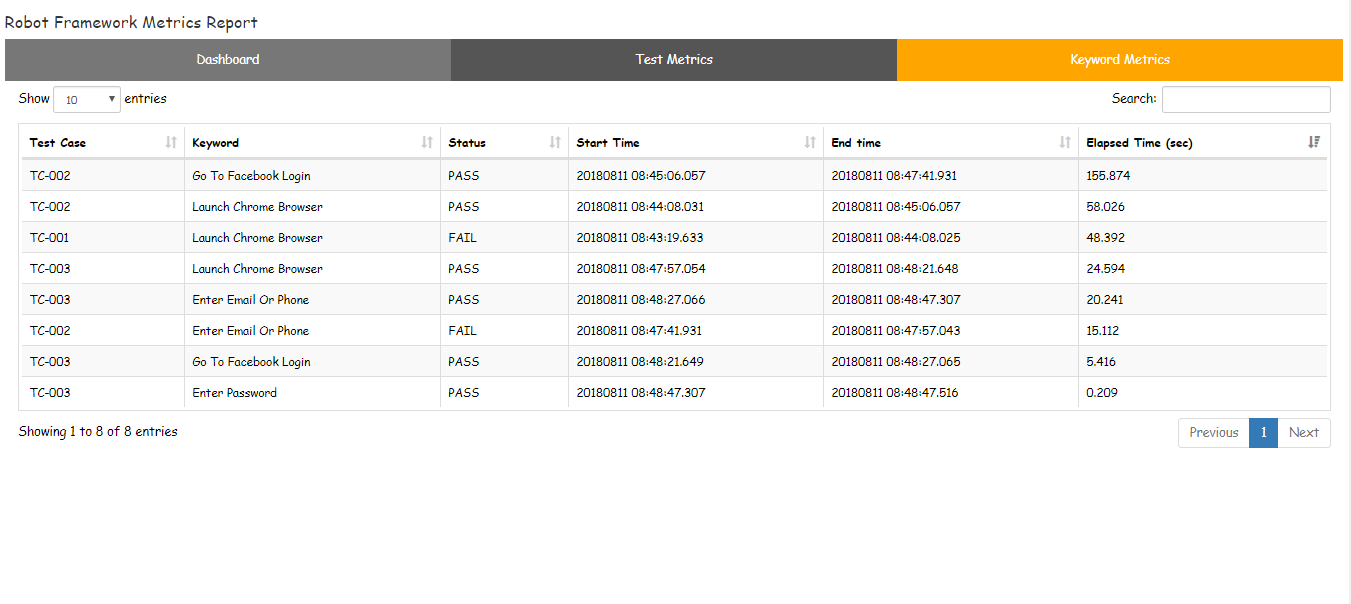 Robot Framework Metrics Report
Dashboard Test Metrics Keyword Metrics
Show 10 entries Search:
Test Case Keyword Status Start Time End time Elapsed Time (sec)
TC-002 Go To Facebook Login PASS 20180811 08:45:06.057 20180811 08:47:41.931 155.874
TC-002 Launch Chrome Browser PASS 20180811 08:44:08.031 20180811 08:45:06.057 58.026
TC-001 Launch Chrome Browser FAIL 20180811 08:43:19.633 20180811 08:44:08.025 48.392
TC-003 Launch Chrome Browser PASS 20180811 08:47:57.054 20180811 08:48:21.648 24.594
TC-003 Enter Email Or Phone PASS 20180811 08:48:27.066 20180811 08:48:47.307 20.241
TC-002 Enter Email Or Phone FAIL 20180811 08:47:41.931 20180811 08:47:57.043 15.112
TC-003 Go To Facebook Login PASS 20180811 08:48:21.649 20180811 08:48:27.065 5.416
TC-003 Enter Password PASS 20180811 08:48:47.307 20180811 08:48:47.516 0.209
Showing 1 to 8 of 8 entries Previous 1 Next